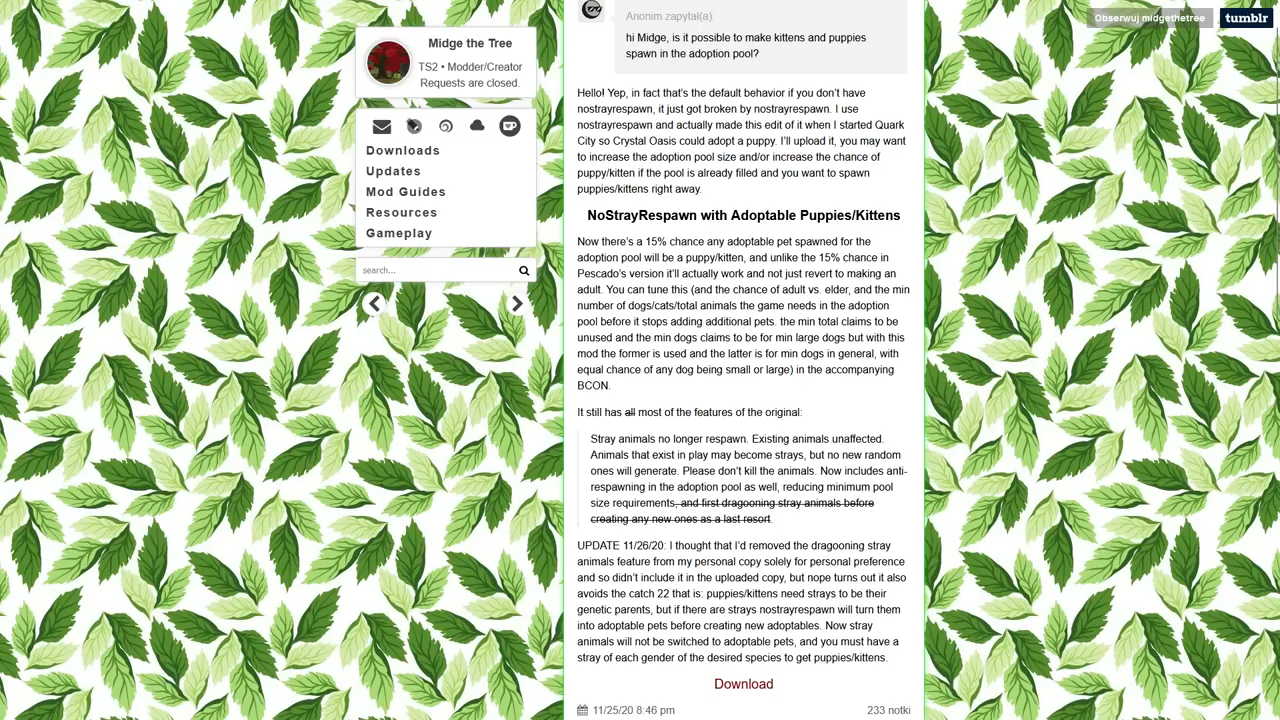 Obserwuj midgethetree
tumblr
Midge the Tree
TS2 • Modder/Creator
Requests are closed.
Downloads
Updates
Mod Guides
Resources
Gameplay
search...
Anonim zapytał(a):
hi Midge, is it possible to make kittens and puppies
spawn in the adoption pool?
Hello! Yep, in fact that’s the default behavior if you don’t have
nostrayrespawn, it just got broken by nostrayrespawn. I use
nostrayrespawn and actually made this edit of it when I started Quark
City so Crystal Oasis could adopt a puppy. I’ll upload it, you may want
to increase the adoption pool size and/or increase the chance of
puppy/kitten if the pool is already filled and you want to spawn
puppies/kittens right away.
NoStrayRespawn with Adoptable Puppies/Kittens
Now there’s a 15% chance any adoptable pet spawned for the
adoption pool will be a puppy/kitten, and unlike the 15% chance in
Pescado’s version it’ll actually work and not just revert to making an
adult. You can tune this (and the chance of adult vs. elder, and the min
number of dogs/cats/total animals the game needs in the adoption
pool before it stops adding additional pets. the min total claims to be
unused and the min dogs claims to be for min large dogs but with this
mod the former is used and the latter is for min dogs in general, with
equal chance of any dog being small or large) in the accompanying
BCON.
It still has all most of the features of the original:
Stray animals no longer respawn. Existing animals unaffected.
Animals that exist in play may become strays, but no new random
ones will generate. Please don’t kill the animals. Now includes anti-
respawning in the adoption pool as well, reducing minimum pool
size requirements, and first dragooning stray animals before
creating any new ones as a last resort.
UPDATE 11/26/20: I thought that I’d removed the dragooning stray
animals feature from my personal copy solely for personal preference
and so didn’t include it in the uploaded copy, but nope turns out it also
avoids the catch 22 that is: puppies/kittens need strays to be their
genetic parents, but if there are strays nostrayrespawn will turn them
into adoptable pets before creating new adoptables. Now stray
animals will not be switched to adoptable pets, and you must have a
stray of each gender of the desired species to get puppies/kittens.
Download
11/25/20 8:46 pm
233 notki